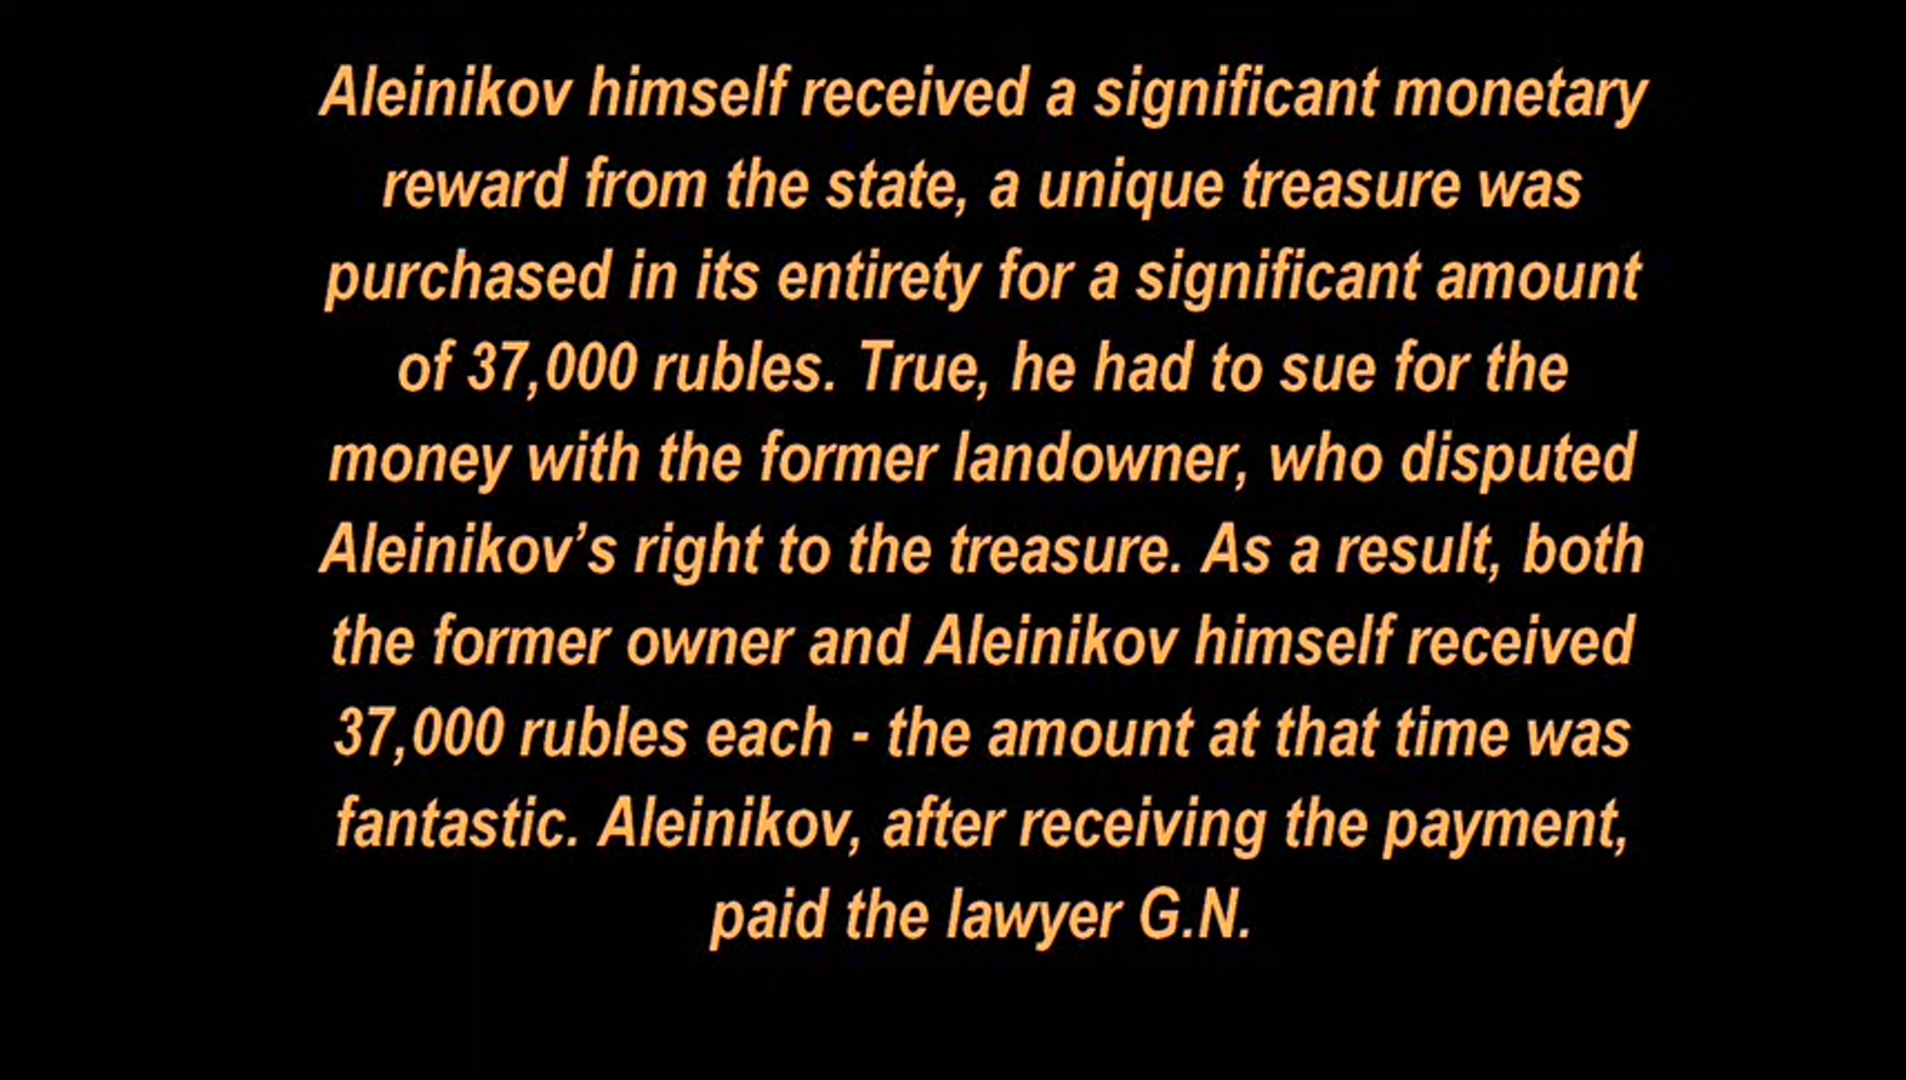 Aleinikov himself received a significant monetary
reward from the state, a unique treasure was
purchased in its entirety for a significant amount
of 37,000 rubles. True, he had to sue for the
money with the former landowner, who disputed
Aleinikov’s right to the treasure. As a result, both
the former owner and Aleinikov himself received
37,000 rubles each - the amount at that time was
fantastic. Aleinikov, after receiving the payment,
paid the lawyer G.N.